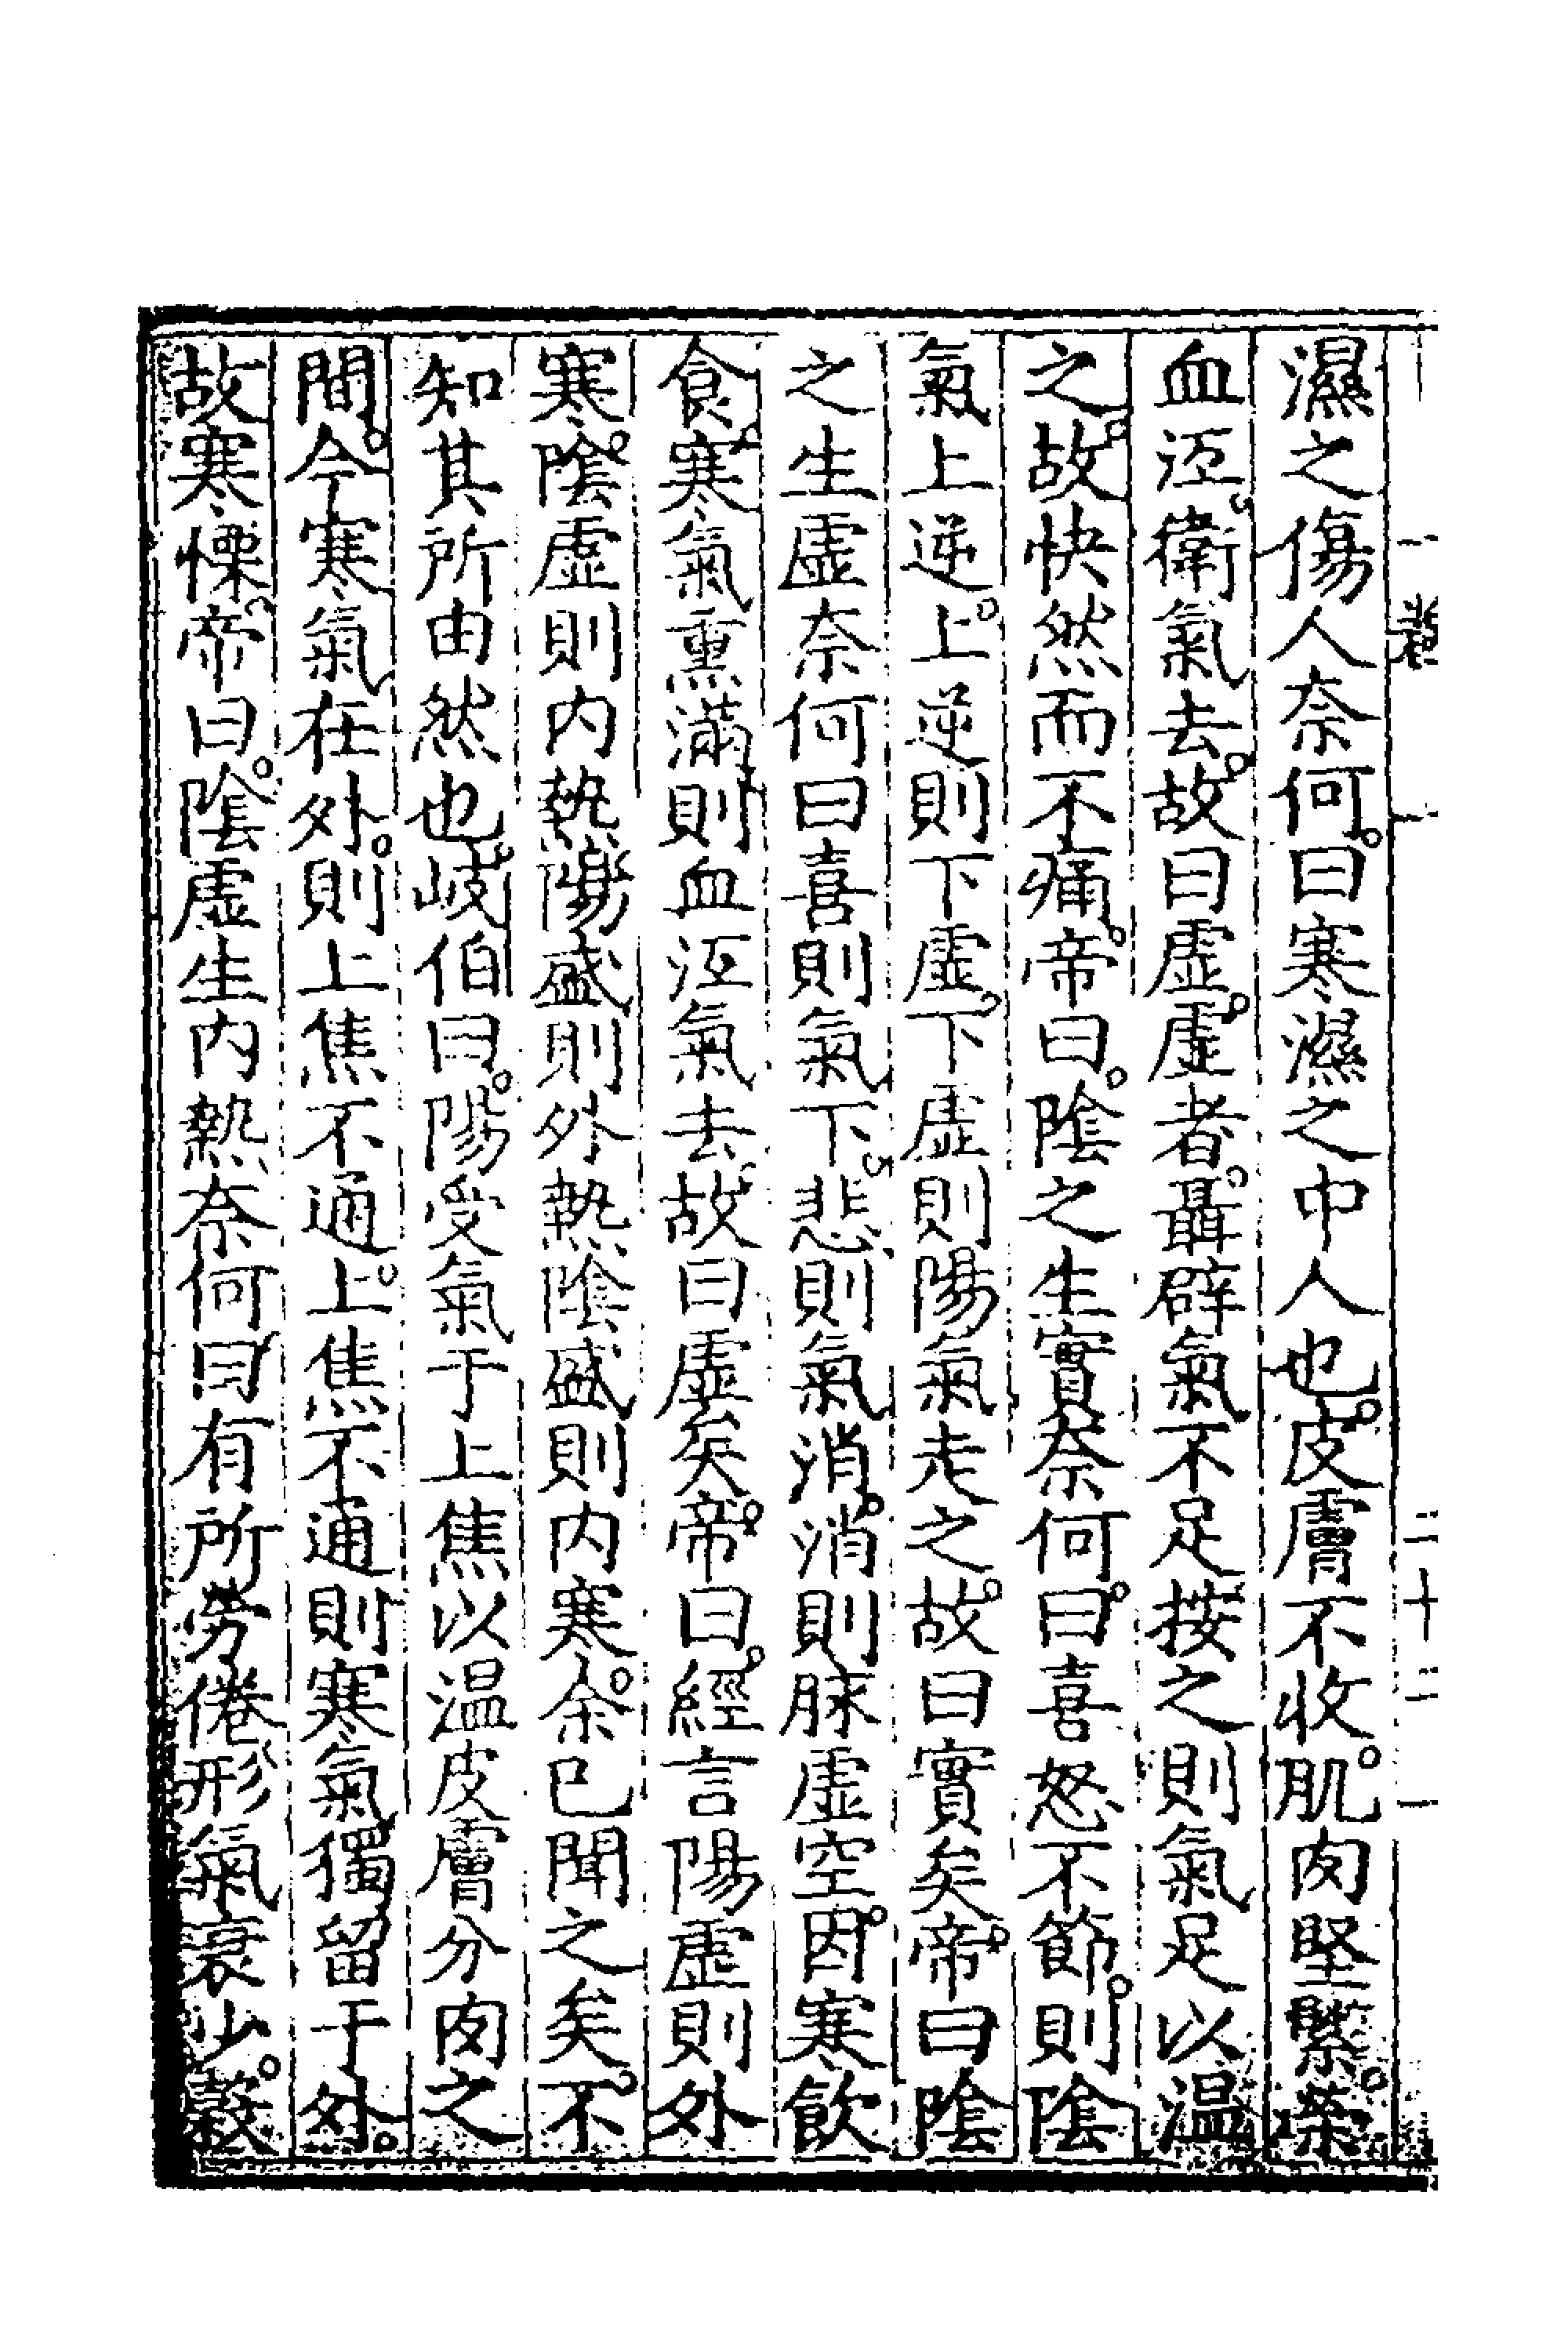 濕之傷人奈何。曰寒濕之中人也。皮膚不收。肌肉堅緊。榮
血泣。衛氣去。故曰虛。虛者。聶辟氣不足按之則氣足以温
之。故快然而不痛。帝曰。陰之生實奈何。曰喜怒不節。則陰
氣上逆。上逆則下虛。下虛則陽氣走之。故曰實矣。帝曰陰
之生虛奈何曰喜則氣下。悲則氣消。消則脉虛空。因寒飲
食。寒氣熏滿則血泣氣去。故曰虛矣。帝曰。經言陽虛則外
寒。陰虛則内熱陽盛則外熱陰盛則内寒。余已聞之矣。不
知其所由然也。岐伯曰。陽受氣于上焦以温皮膚分肉之
間。今寒氣在外。則上焦不通。上焦不通則寒氣獨留于外。
故寒慄。帝曰。陰虛生内熱奈何曰有所勞倦形氣衰少。穀